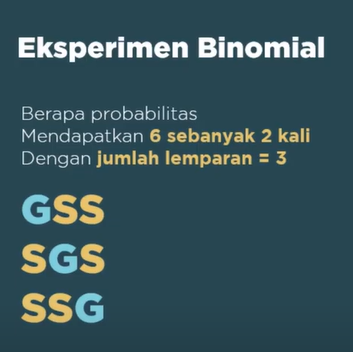 Eksperimen Binomial
Berapa probabilitas
Mendapatkan 6 sebanyak 2 kali
Dengan jumlah lemparan = 3
GSS
SGS
SSG